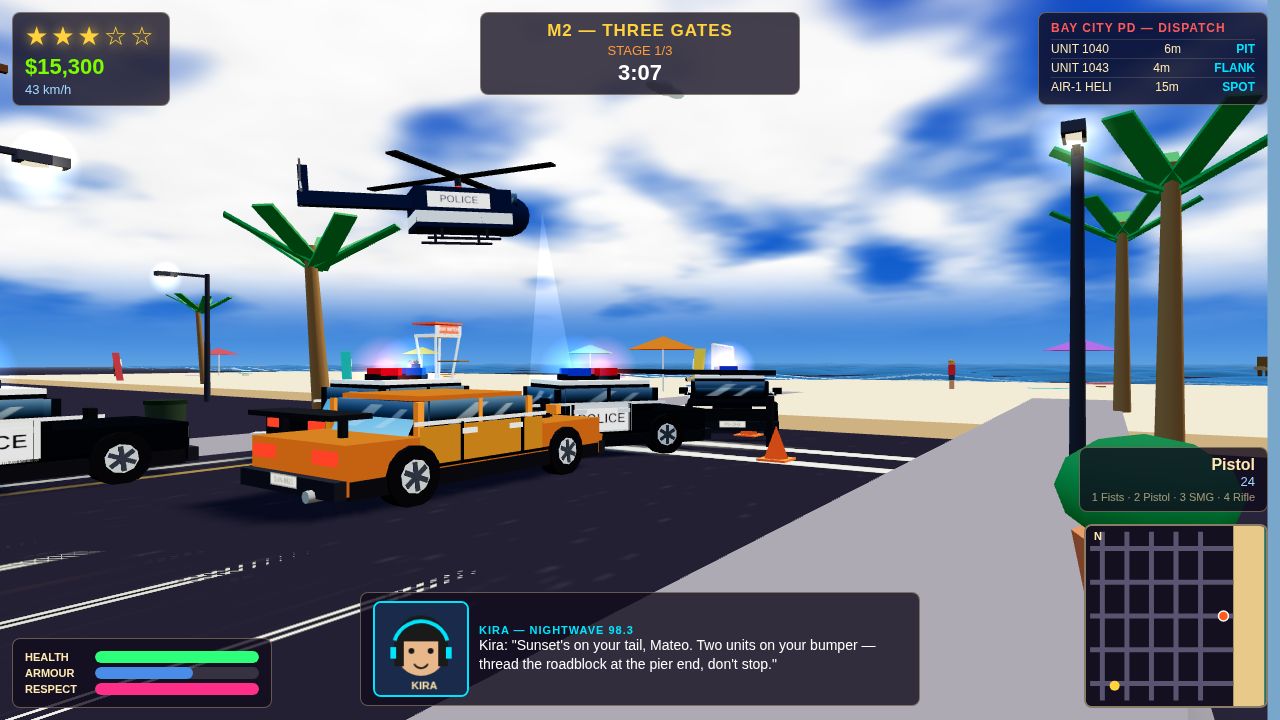 $15,300
43 km/h
M2 — THREE GATES
STAGE 1/3
3:07
BAY CITY PD — DISPATCH
UNIT 1040 6m PIT
UNIT 1043 4m FLANK
AIR-1 HELI 15m SPOT
POLICE
POLICE
CE
Pistol
24
1 Fists · 2 Pistol · 3 SMG · 4 Rifle
N
KIRA — NIGHTWAVE 98.3
Kira: "Sunset's on your tail, Mateo. Two units on your bumper —
thread the roadblock at the pier end, don't stop."
KIRA
HEALTH
ARMOUR
RESPECT